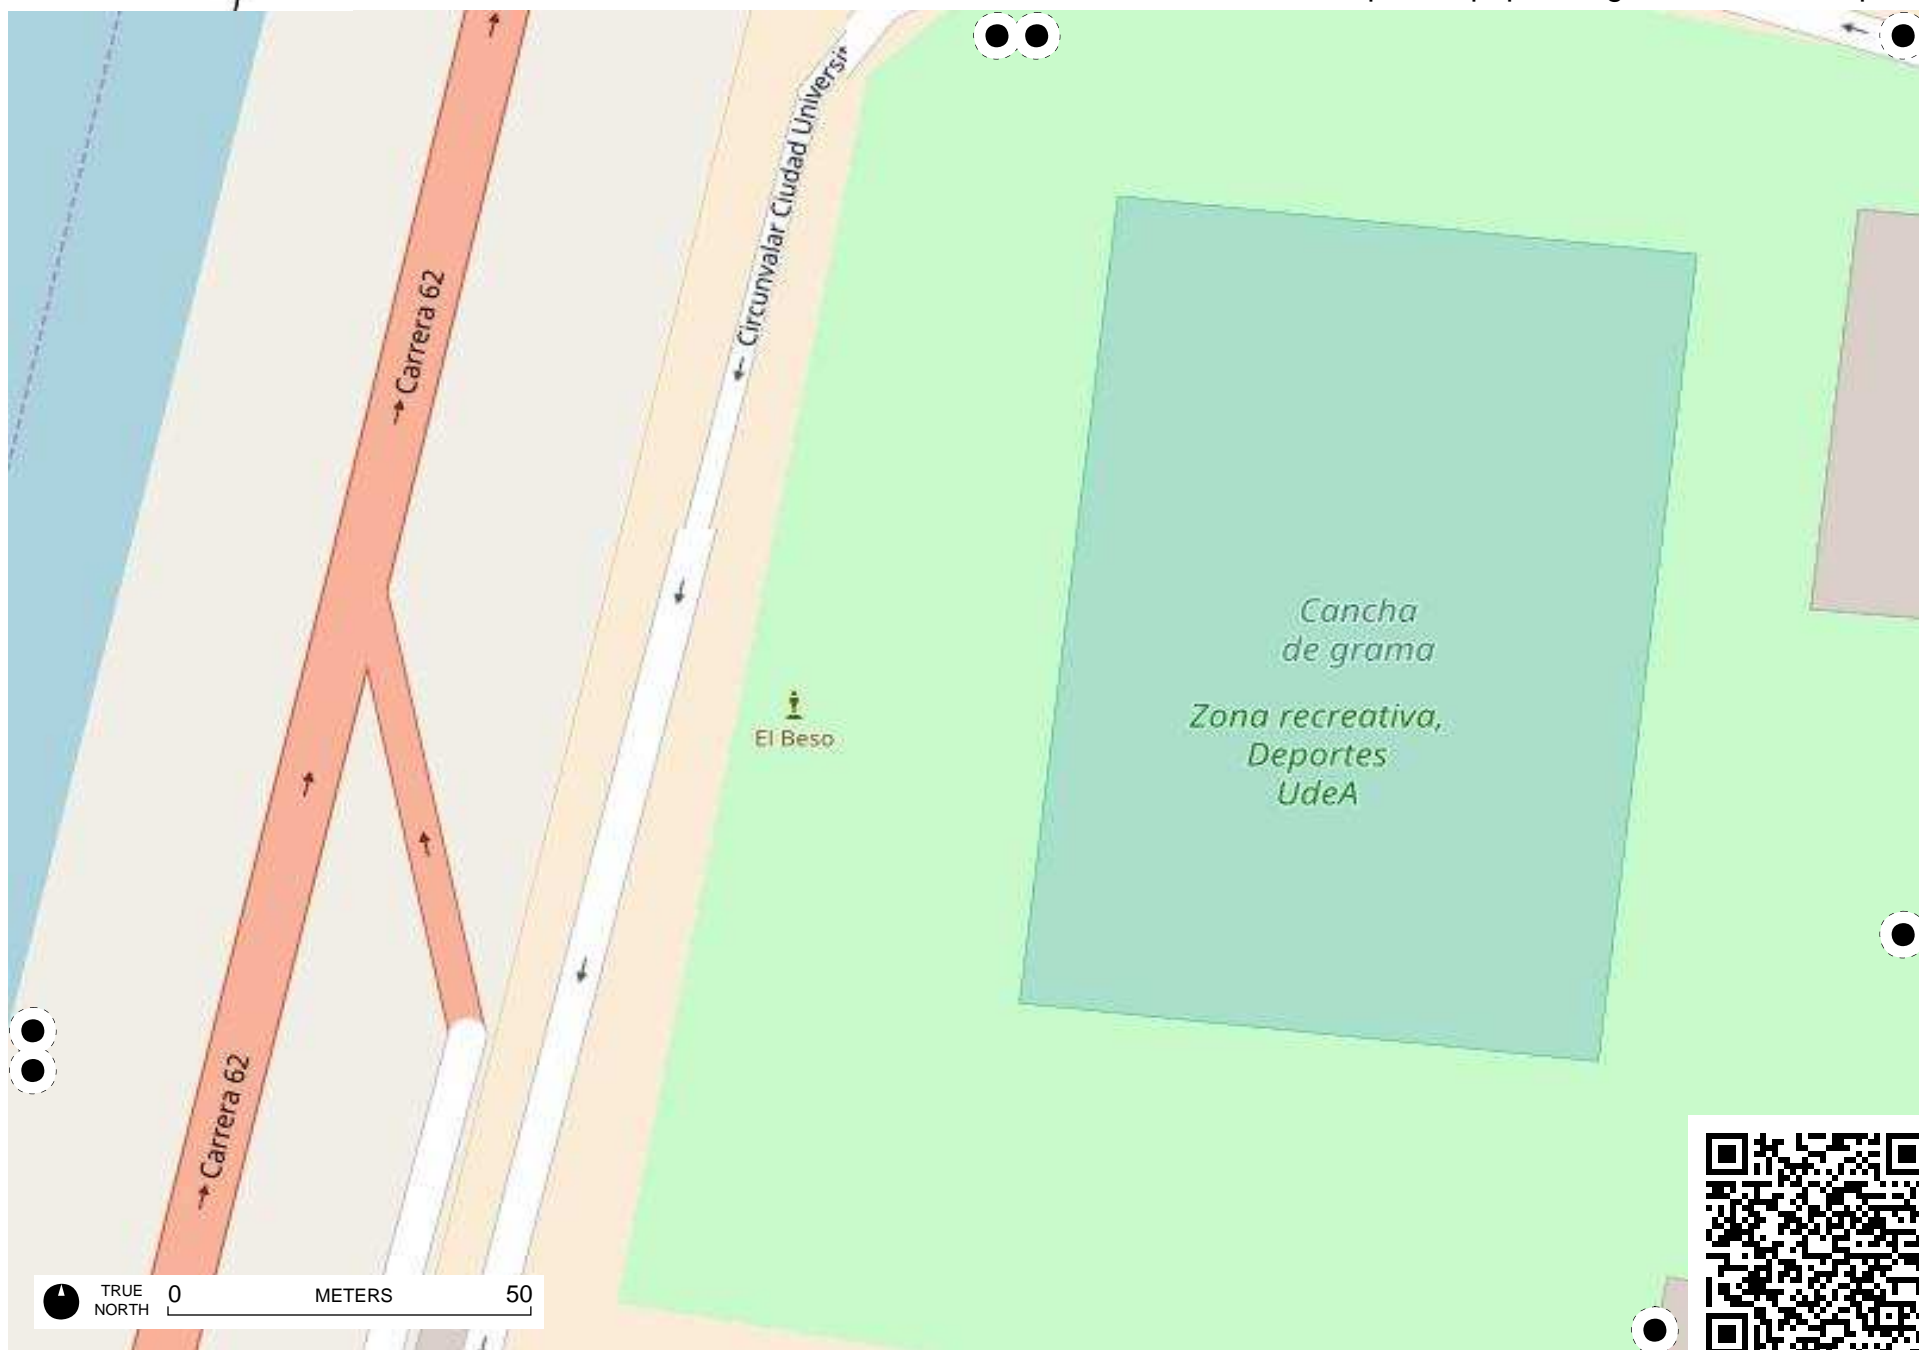 Circunvalar Ciudad Universit
Carrera 62
Cancha
de grama
Zona recreativa,
Deportes
UdeA
El Beso
Carrera 62
TRUE
NORTH
0 METERS 50